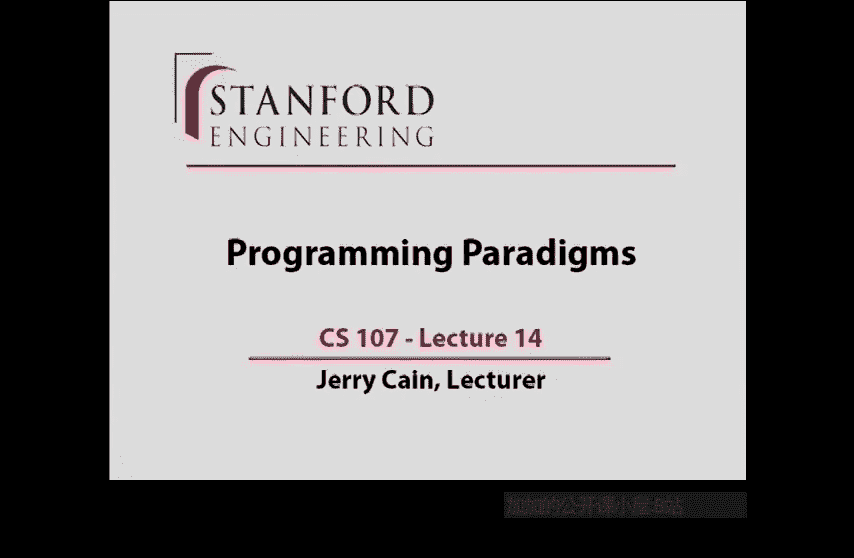 STANFORD
ENGINEERING
Programming Paradigms
CS 107 - Lecture 14
Jerry Cain, Lecturer